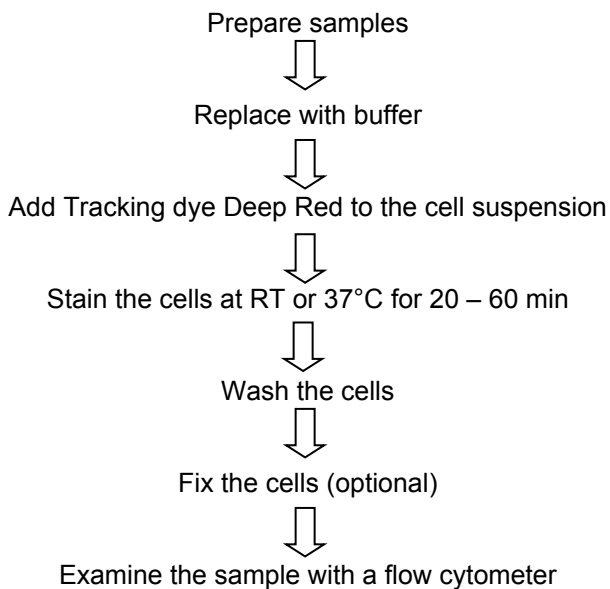 Prepare samples
Replace with buffer
Add Tracking dye Deep Red to the cell suspension
Stain the cells at RT or 37°C for 20 – 60 min
Wash the cells
Fix the cells (optional)
Examine the sample with a flow cytometer